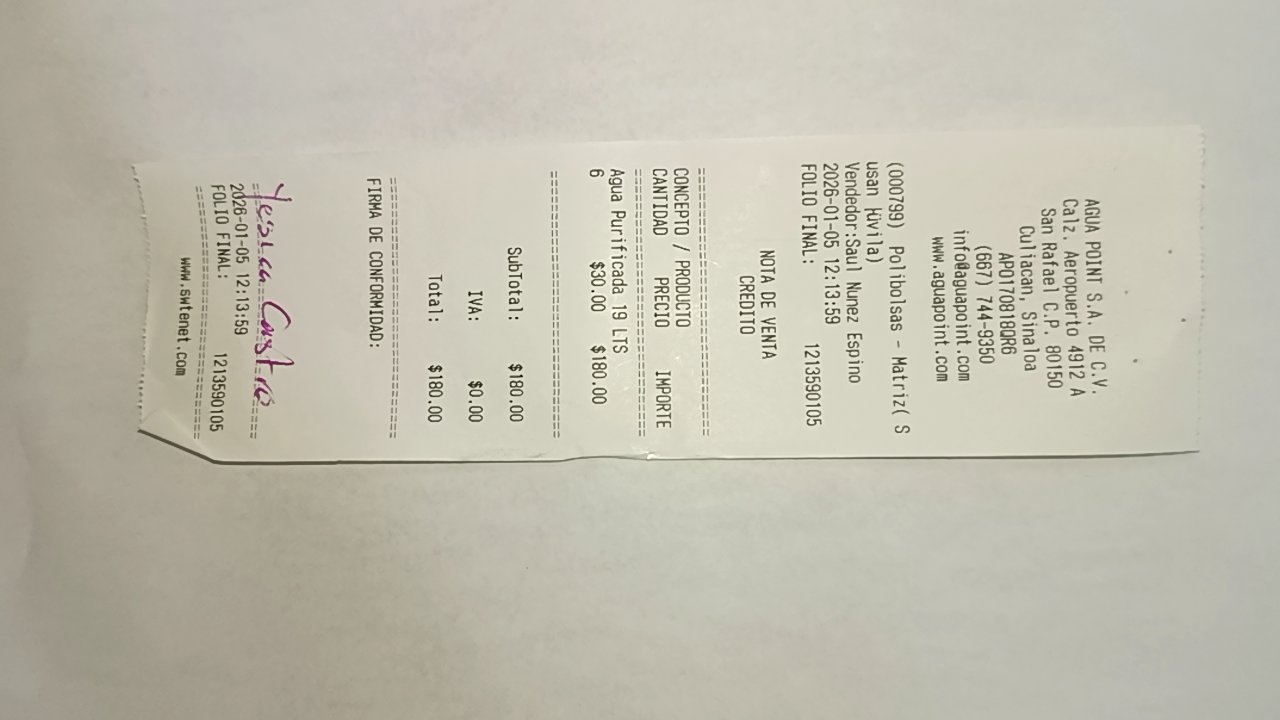 AGUA POINT S.A. DE C.V.
Calz. Aeropuerto 4912 A
San Rafael C.P. 80150
Culiacan, Sinaloa
APO170818QR6
(667) 744-9350
info@aguapoint.com
www.aguapoint.com
(000799) Polibolsas - Matriz( S
usan Küvila)
Vendedor:Saul Nunez Espino
2026-01-05 12:13:59
FOLIO FINAL: 1213590105
NOTA DE VENTA
CREDITO
==================================
CONCEPTO / PRODUCTO
CANTIDAD PRECIO IMPORTE
==================================
Agua Purificada 19 LTS
6 $30.00 $180.00
==================================
SubTotal: $180.00
IVA: $0.00
Total: $180.00
==================================
FIRMA DE CONFORMIDAD:
Yesica Castro
==================================
2026-01-05 12:13:59
FOLIO FINAL: 1213590105
==================================
www.swtenet.com